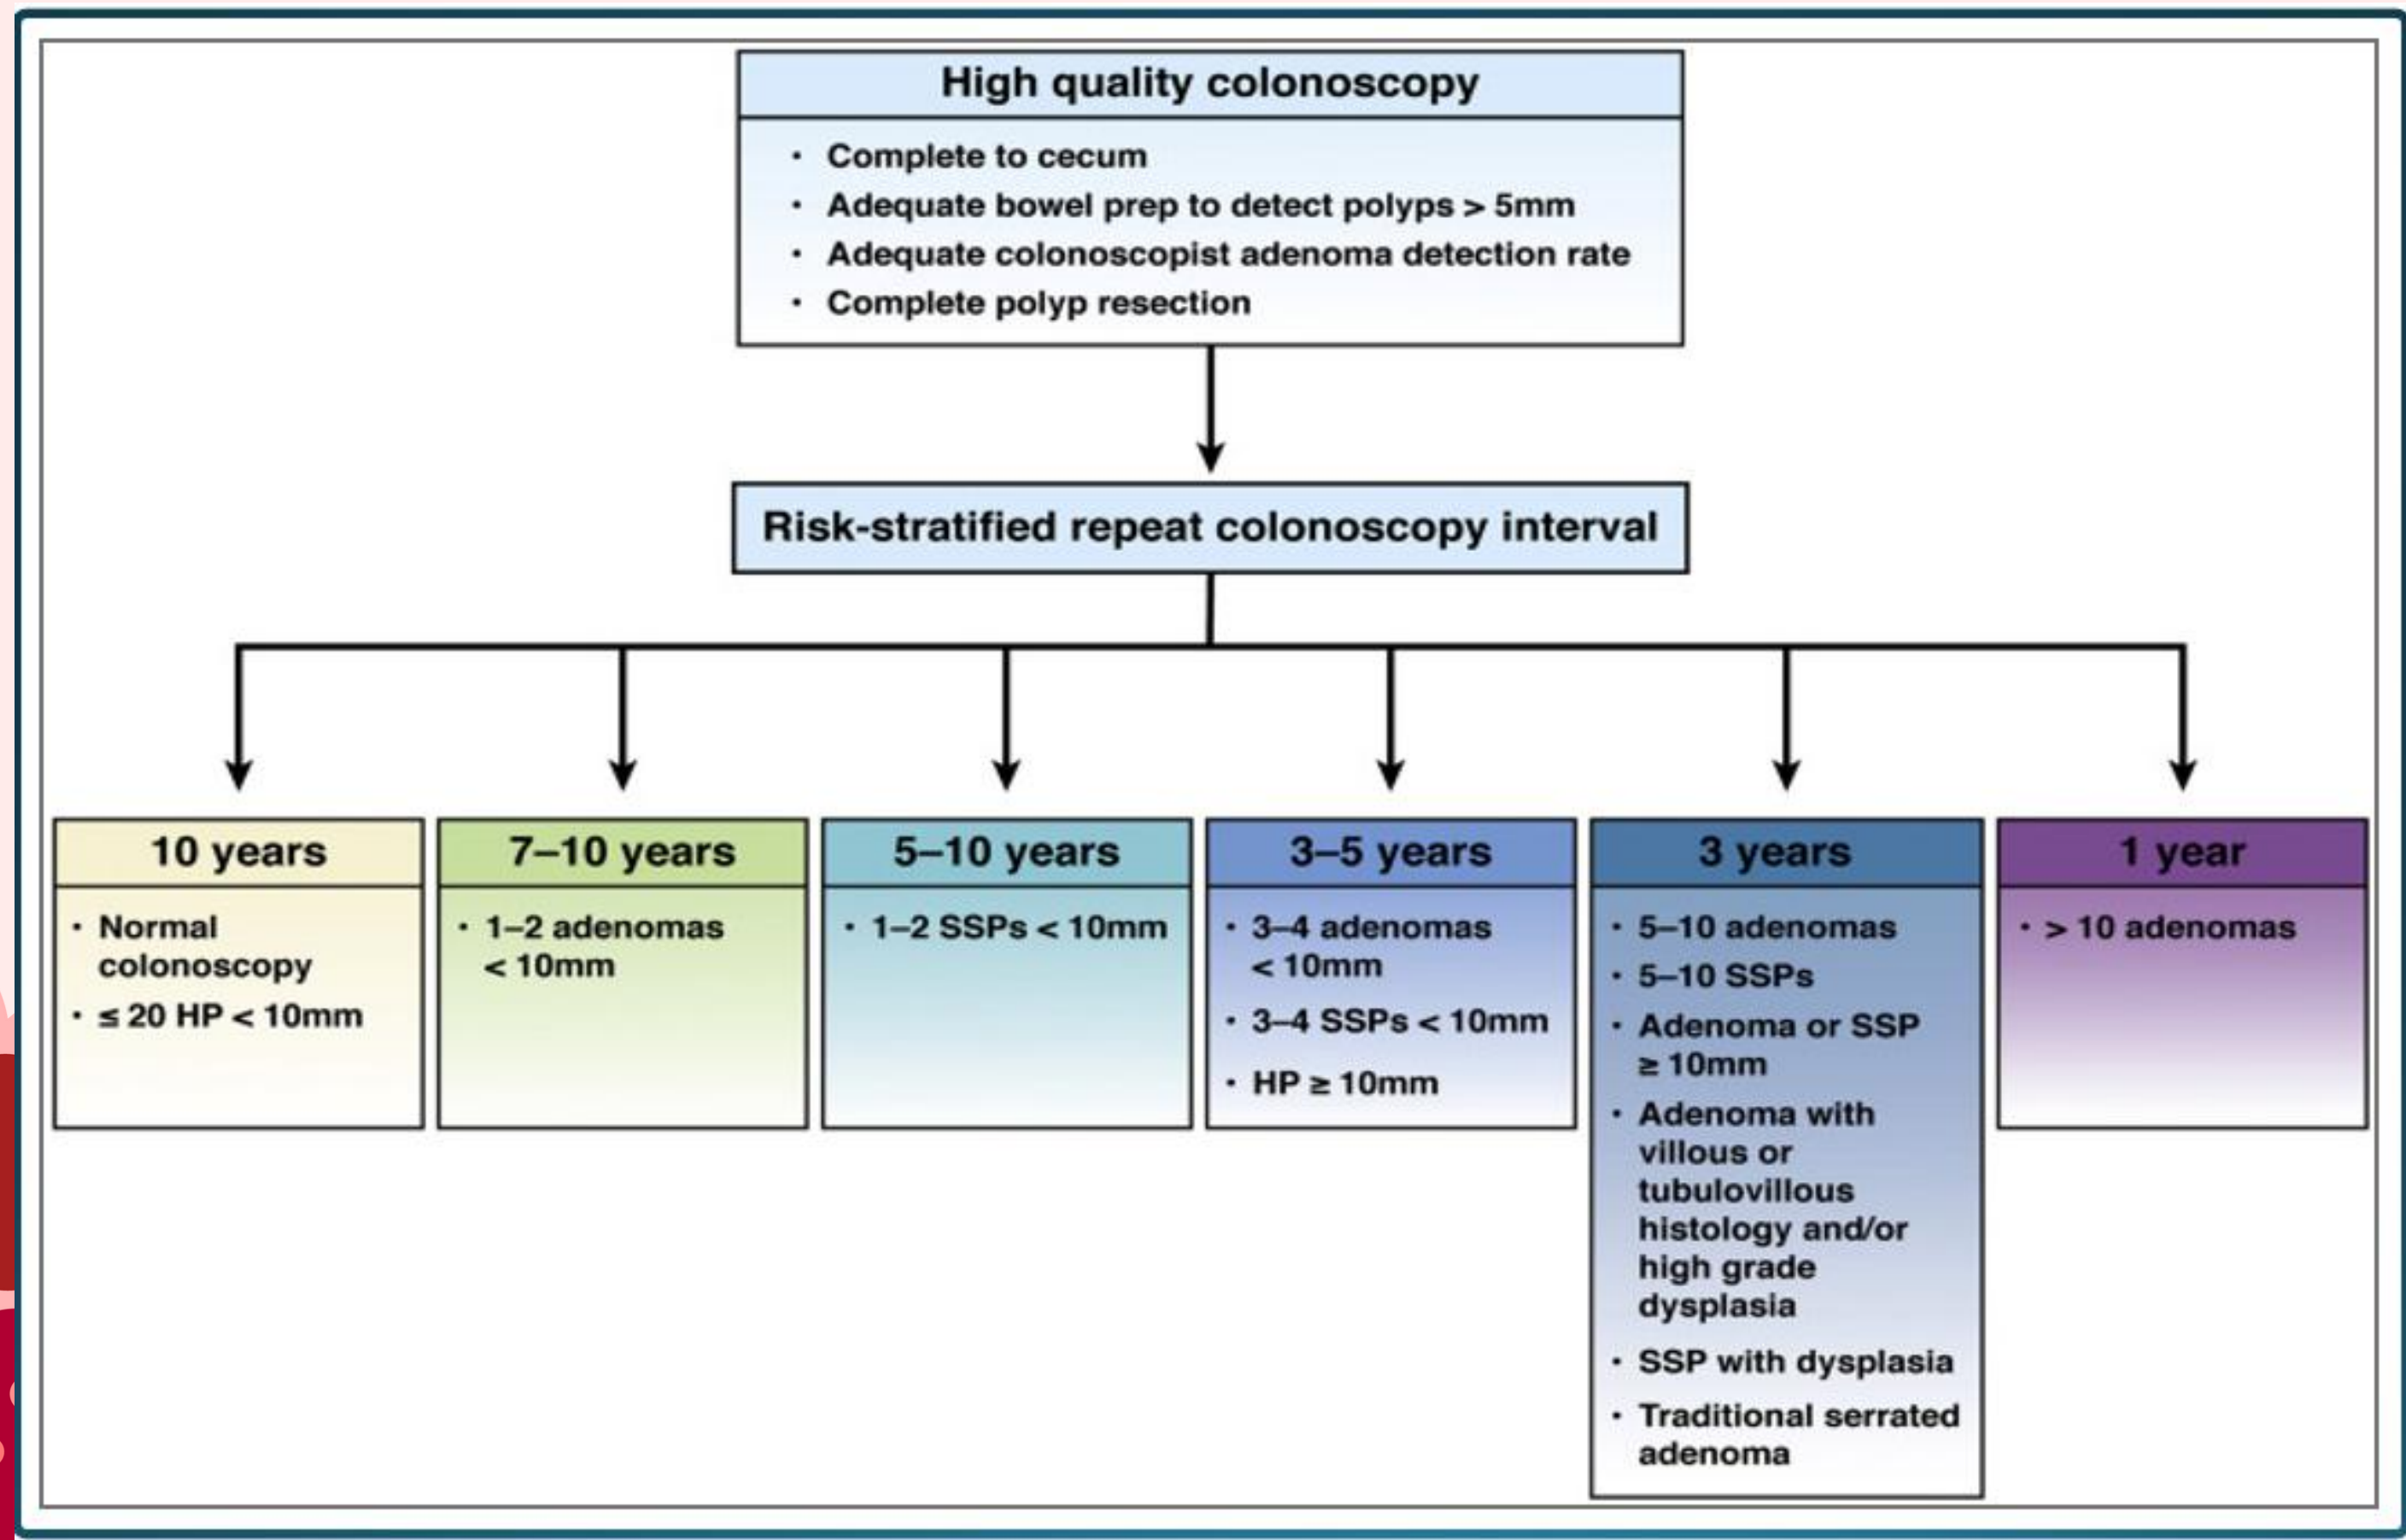 High quality colonoscopy
· Complete to cecum
· Adequate bowel prep to detect polyps > 5mm
· Adequate colonoscopist adenoma detection rate
· Complete polyp resection
Risk-stratified repeat colonoscopy interval
10 years
· Normal
colonoscopy
· ≤ 20 HP < 10mm
7–10 years
· 1–2 adenomas
< 10mm
5–10 years
· 1–2 SSPs < 10mm
3–5 years
· 3–4 adenomas
< 10mm
· 3–4 SSPs < 10mm
· HP ≥ 10mm
3 years
· 5–10 adenomas
· 5–10 SSPs
· Adenoma or SSP
≥ 10mm
· Adenoma with
villous or
tubulovillous
histology and/or
high grade
dysplasia
· SSP with dysplasia
· Traditional serrated
adenoma
1 year
· > 10 adenomas